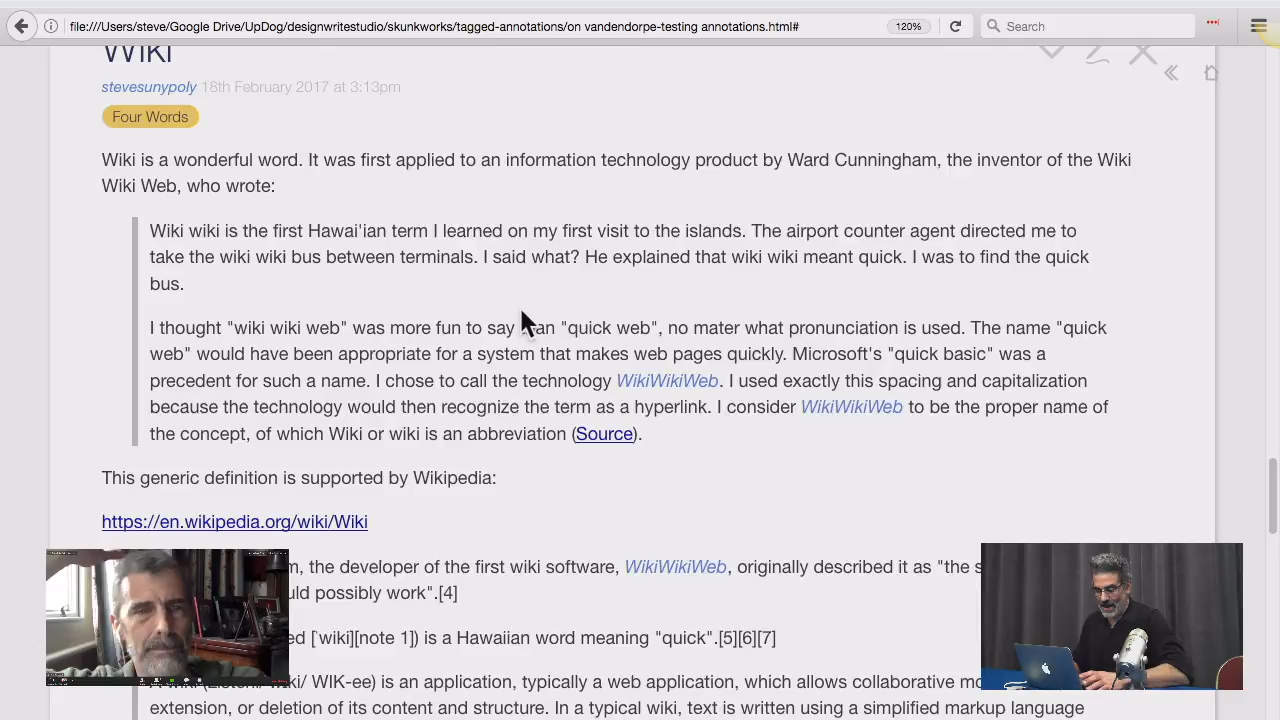 file:///Users/steve/Google Drive/UpDog/designwritestudio/skunkworks/tagged-annotations/on vandendorpe-testing annotations.html#
120%
Search
Wiki
stevesunypoly 18th February 2017 at 3:13pm
Four Words
Wiki is a wonderful word. It was first applied to an information technology product by Ward Cunningham, the inventor of the Wiki
Wiki Web, who wrote:
Wiki wiki is the first Hawai'ian term I learned on my first visit to the islands. The airport counter agent directed me to
take the wiki wiki bus between terminals. I said what? He explained that wiki wiki meant quick. I was to find the quick
bus.
I thought "wiki wiki web" was more fun to say an "quick web", no mater what pronunciation is used. The name "quick
web" would have been appropriate for a system that makes web pages quickly. Microsoft's "quick basic" was a
precedent for such a name. I chose to call the technology WikiWikiWeb. I used exactly this spacing and capitalization
because the technology would then recognize the term as a hyperlink. I consider WikiWikiWeb to be the proper name of
the concept, of which Wiki or wiki is an abbreviation (Source).
This generic definition is supported by Wikipedia:
https://en.wikipedia.org/wiki/Wiki
m, the developer of the first wiki software, WikiWikiWeb, originally described it as "the s
uld possibly work".[4]
ed [ˈwiki][note 1]) is a Hawaiian word meaning "quick".[5][6][7]
WIK-ee) is an application, typically a web application, which allows collaborative mo
extension, or deletion of its content and structure. In a typical wiki, text is written using a simplified markup language